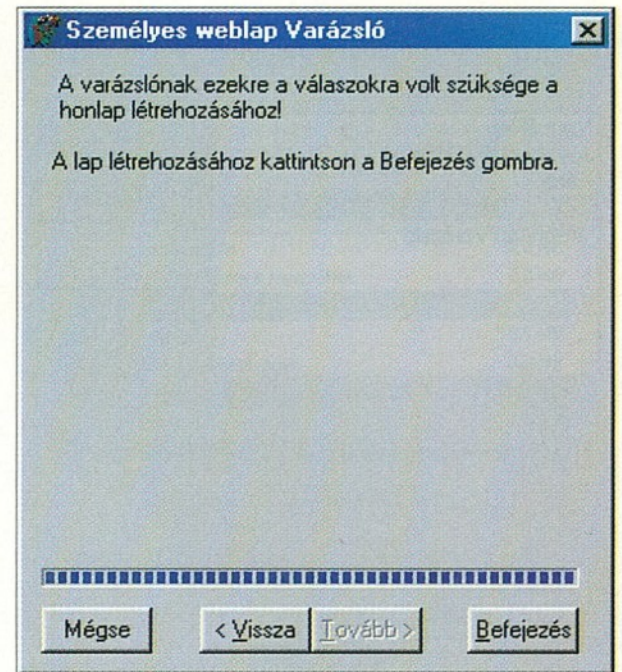 Személyes weblap Varázsló
A varázslónak ezekre a válaszokra volt szüksége a
honlap létrehozásához!
A lap létrehozásához kattintson a Befejezés gombra.
Mégse
< Vissza
Tovább >
Befejezés